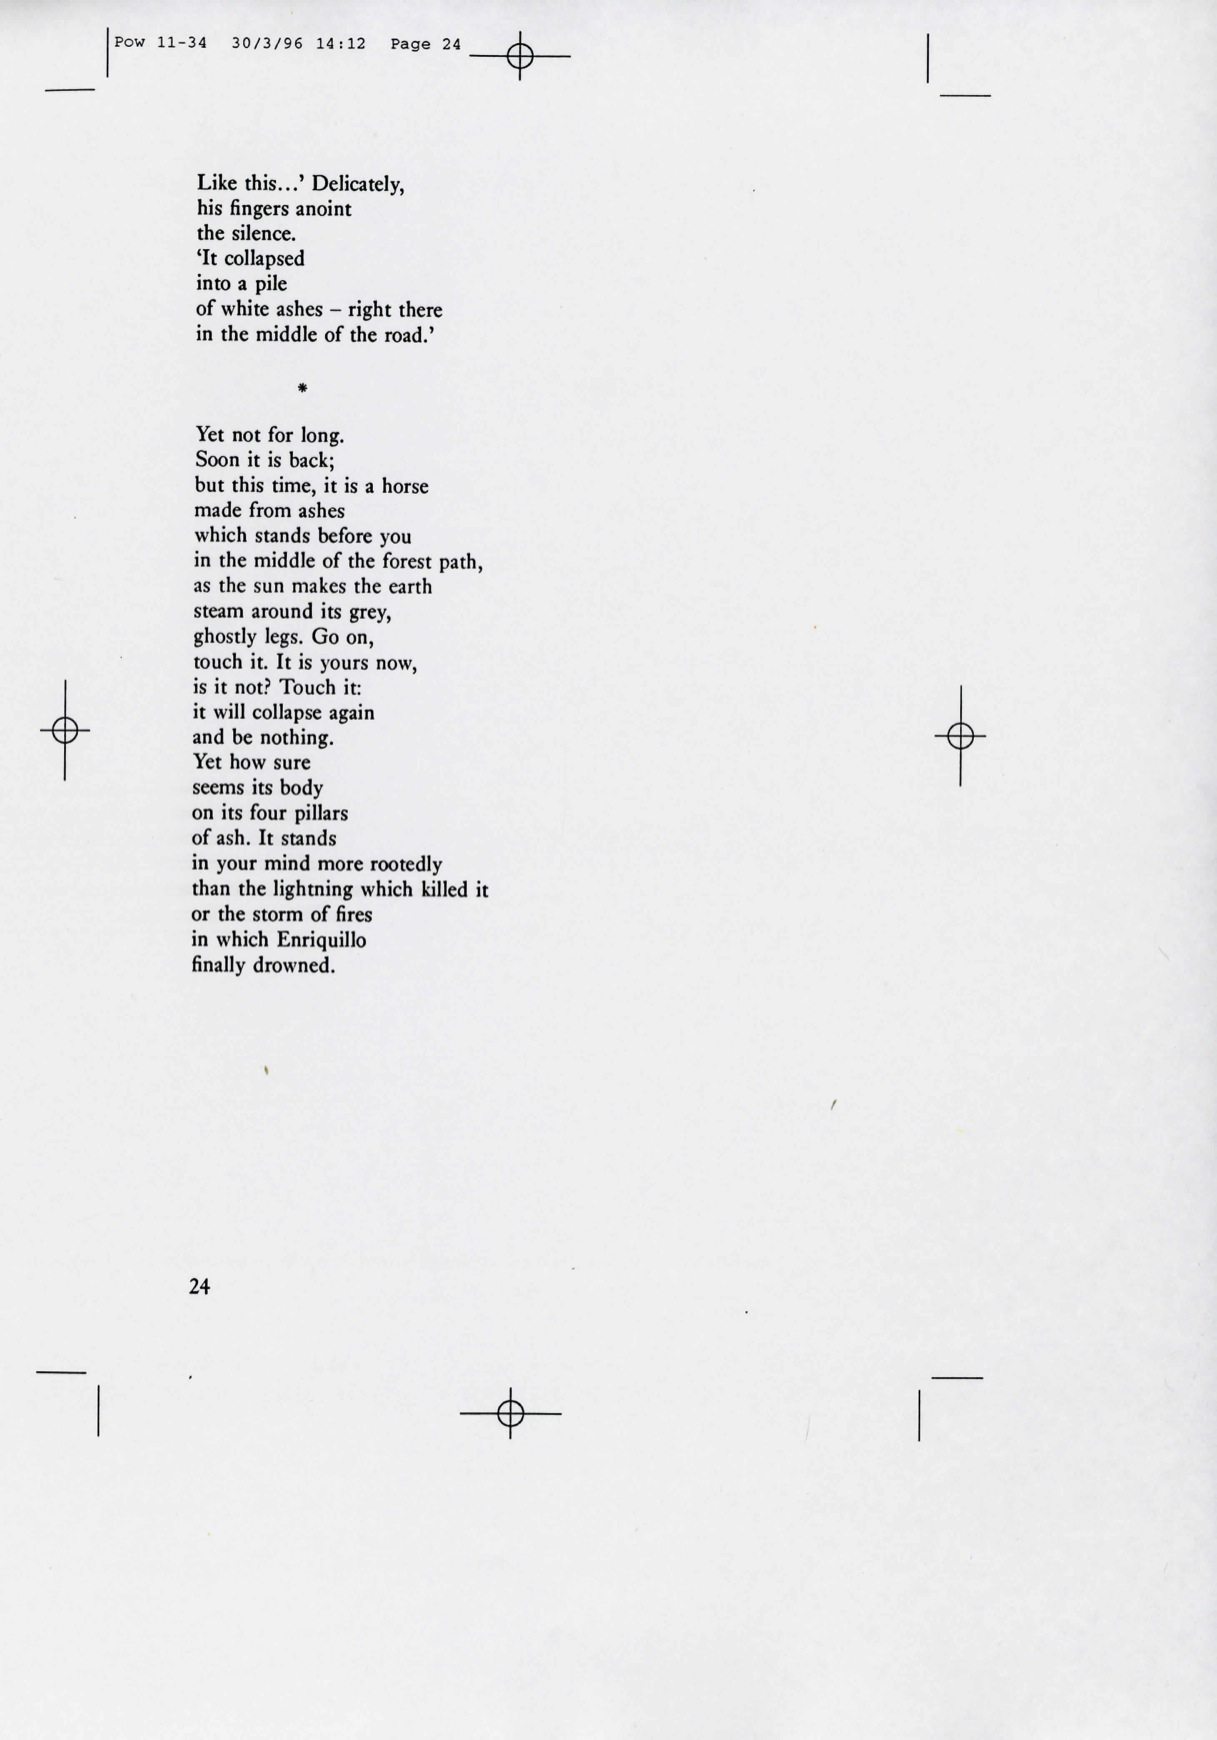 Pow 11-34 30/3/96 14:12 Page 24
Like this...’ Delicately,
his fingers anoint
the silence.
‘It collapsed
into a pile
of white ashes – right there
in the middle of the road.’
*
Yet not for long.
Soon it is back;
but this time, it is a horse
made from ashes
which stands before you
in the middle of the forest path,
as the sun makes the earth
steam around its grey,
ghostly legs. Go on,
touch it. It is yours now,
is it not? Touch it:
it will collapse again
and be nothing.
Yet how sure
seems its body
on its four pillars
of ash. It stands
in your mind more rootedly
than the lightning which killed it
or the storm of fires
in which Enriquillo
finally drowned.
24